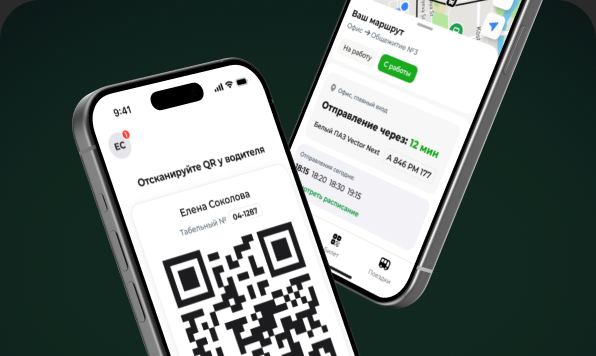 9:41
ЕС
1
Отсканируйте QR у водителя
Елена Соколова
Табельный № 04-1287
Ваш маршрут
Офис → Общежитие №3
На работу
С работы
Офис, главный вход
Отправление через: 12 мин
Белый ПАЗ Vector Next
А 846 РМ 177
Отправления сегодня:
18:15 18:20 18:30 19:15
расписание
Билет
Поездки